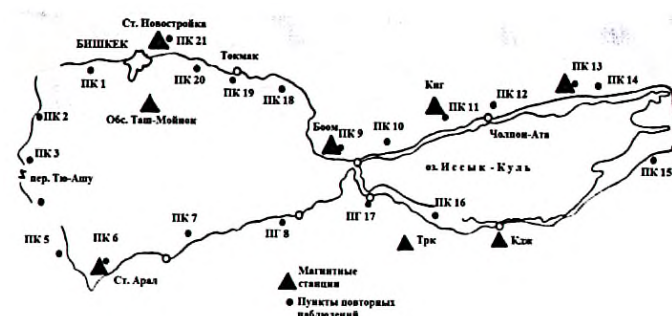 Ст. Новостройка
БИШКЕК
ПК 21
ПК 1
ПК 20
Токмак
ПК 19
ПК 18
Обс. Таш-Мойнок
ПК 2
ПК 3
пер. Тю-Ашу
Боом
ПК 9
ПК 10
Киг
ПК 11
ПК 12
ПК 13
ПК 14
Чолпон-Ата
оз. Иссык-Куль
ПК 15
ПК 5
ПК 6
Ст. Арал
ПК 7
ПГ 8
ПГ 17
ПК 16
Трк
Кдж
Магнитные
станции
Пункты повторных
наблюдений